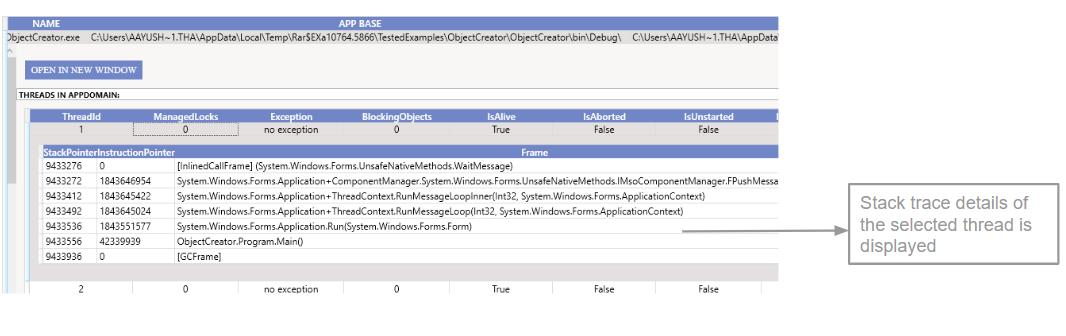 NAME APP BASE
ObjectCreator.exe C:\Users\AAYUSH~1.THA\AppData\Local\Temp\Rar$EXa10764.5866\TestedExamples\ObjectCreator\ObjectCreator\bin\Debug\ C:\Users\AAYUSH~1.THA\AppData\
OPEN IN NEW WINDOW
THREADS IN APPDOMAIN:
ThreadId ManagedLocks Exception BlockingObjects IsAlive IsAborted IsUnstarted
1 0 no exception 0 True False False
StackPointer InstructionPointer Frame
9433276 0 [InlinedCallFrame] (System.Windows.Forms.UnsafeNativeMethods.WaitMessage)
9433272 1843646954 System.Windows.Forms.Application+ComponentManager.System.Windows.Forms.UnsafeNativeMethods.IMsoComponentManager.FPushMessa
9433412 1843645422 System.Windows.Forms.Application+ThreadContext.RunMessageLoopInner(Int32, System.Windows.Forms.ApplicationContext)
9433492 1843645024 System.Windows.Forms.Application+ThreadContext.RunMessageLoop(Int32, System.Windows.Forms.ApplicationContext)
9433536 1843551577 System.Windows.Forms.Application.Run(System.Windows.Forms.Form)
9433556 42339939 ObjectCreator.Program.Main()
9433936 0 [GCFrame]
2 0 no exception 0 True False False
Stack trace details of
the selected thread is
displayed